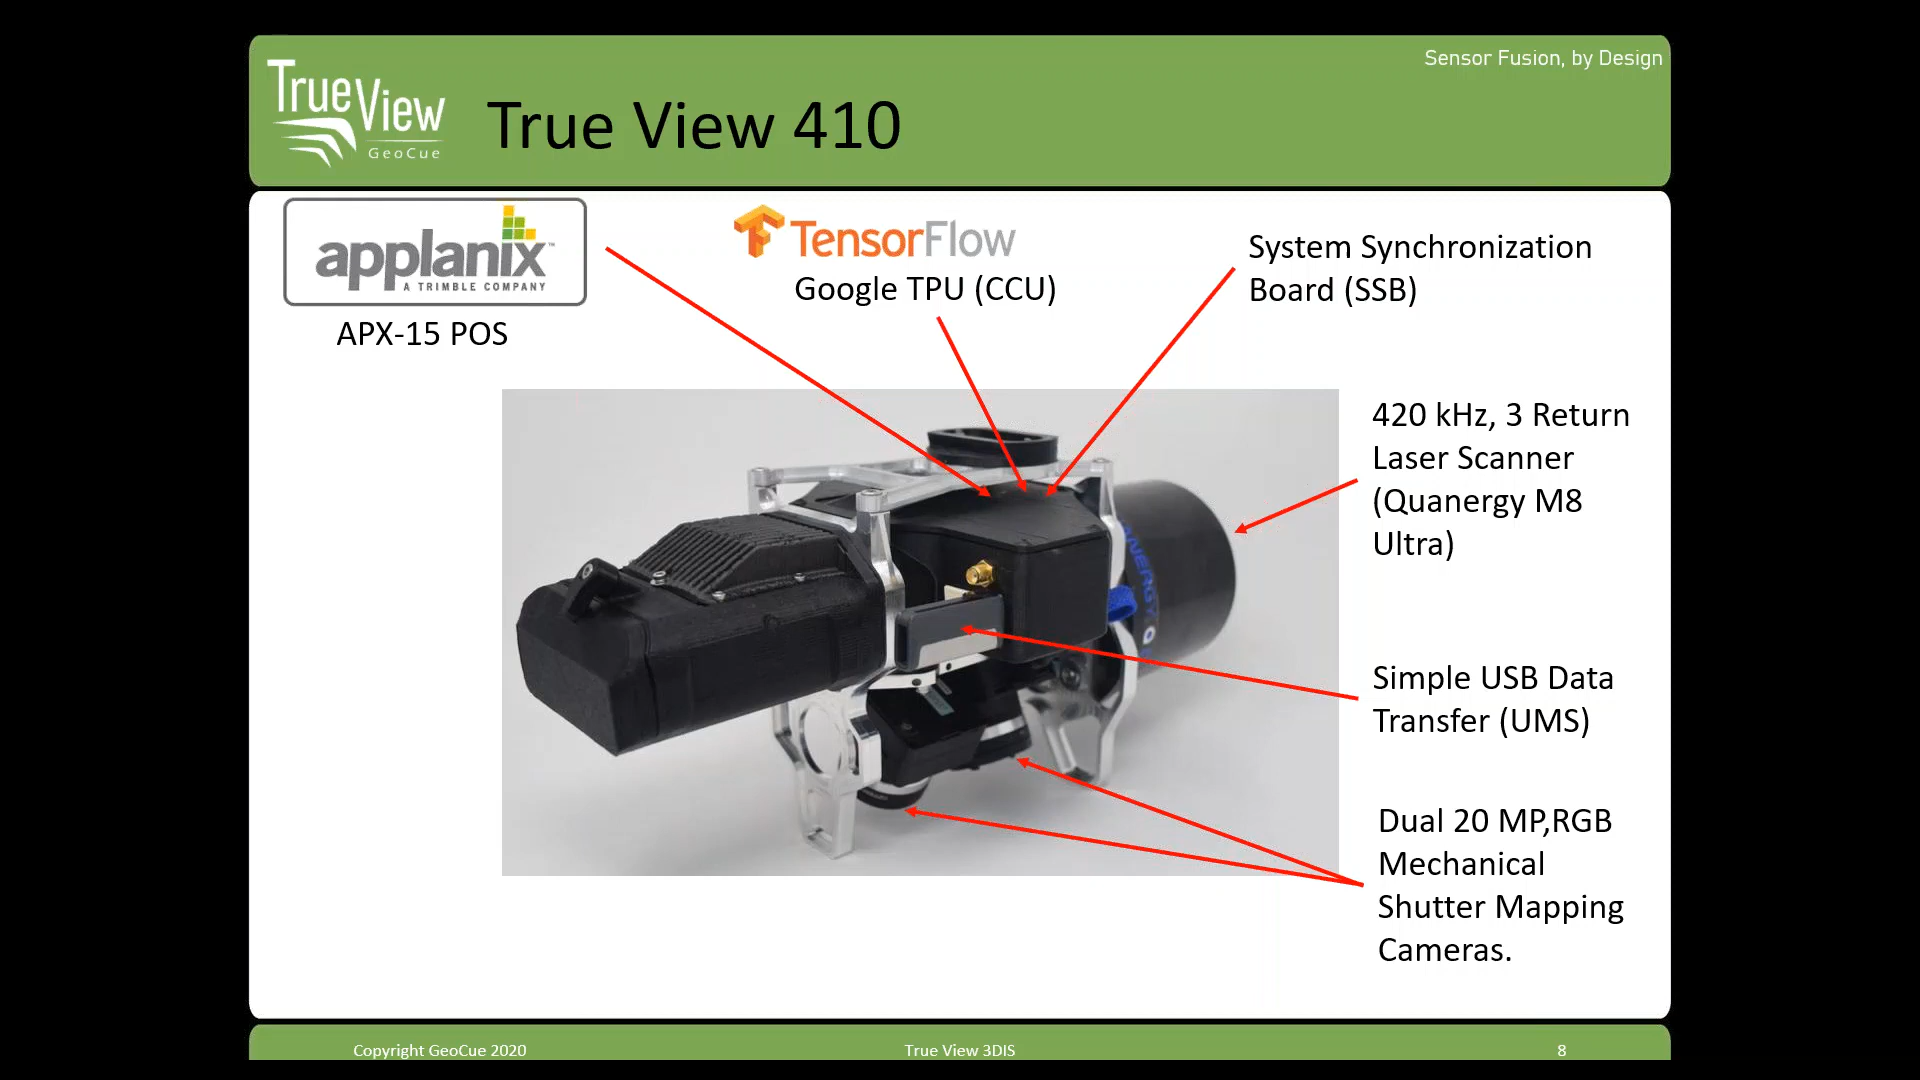 Sensor Fusion, by Design
TrueView
GeoCue
True View 410
applanix™
A TRIMBLE COMPANY
APX-15 POS
TensorFlow
Google TPU (CCU)
System Synchronization
Board (SSB)
420 kHz, 3 Return
Laser Scanner
(Quanergy M8
Ultra)
ANERGY
Simple USB Data
Transfer (UMS)
Dual 20 MP,RGB
Mechanical
Shutter Mapping
Cameras.
Copyright GeoCue 2020
True View 3DIS
8